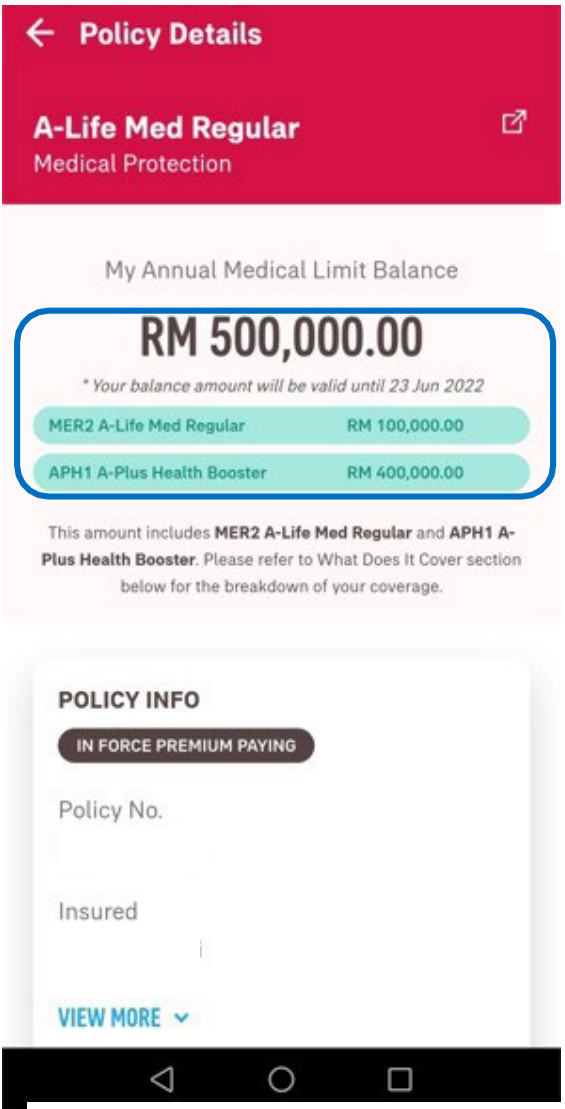 Policy Details
A-Life Med Regular
Medical Protection
My Annual Medical Limit Balance
RM 500,000.00
* Your balance amount will be valid until 23 Jun 2022
MER2 A-Life Med Regular RM 100,000.00
APH1 A-Plus Health Booster RM 400,000.00
This amount includes MER2 A-Life Med Regular and APH1 A-
Plus Health Booster. Please refer to What Does It Cover section
below for the breakdown of your coverage.
POLICY INFO
IN FORCE PREMIUM PAYING
Policy No.
Insured
VIEW MORE